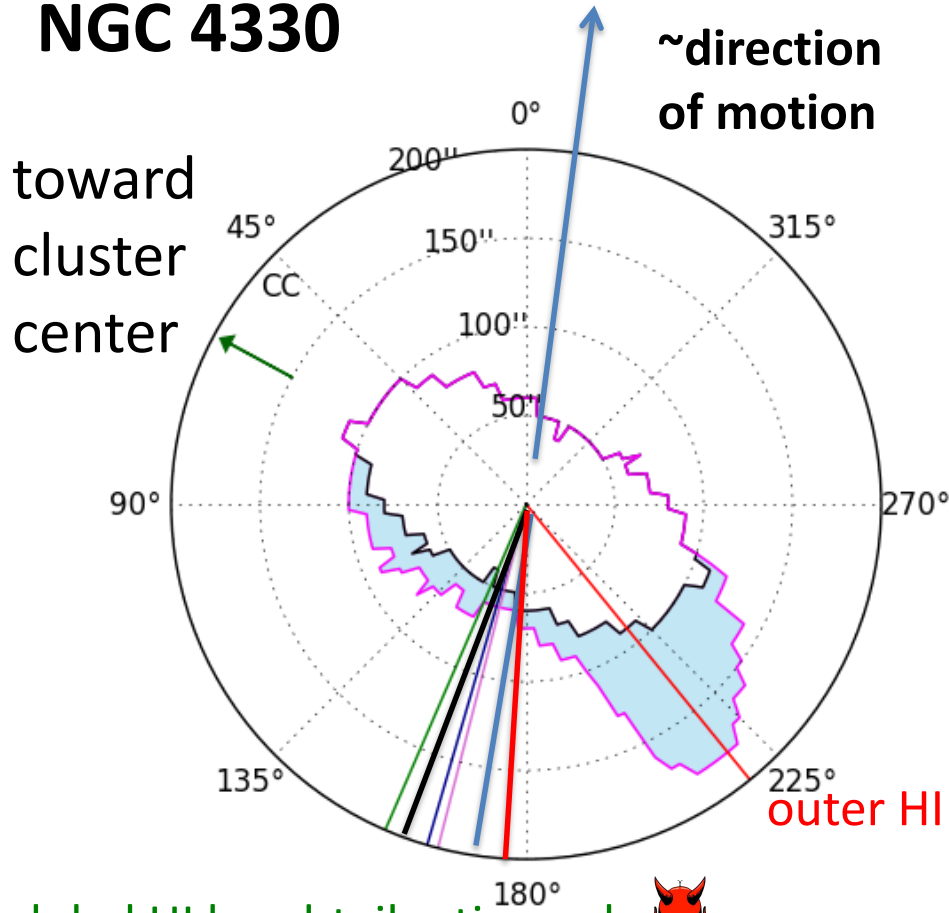 NGC 4330
~direction
of motion
0°
200''
toward
cluster
center
45°
315°
150''
CC
100''
50''
90°
270°
135°
225°
outer HI
180°